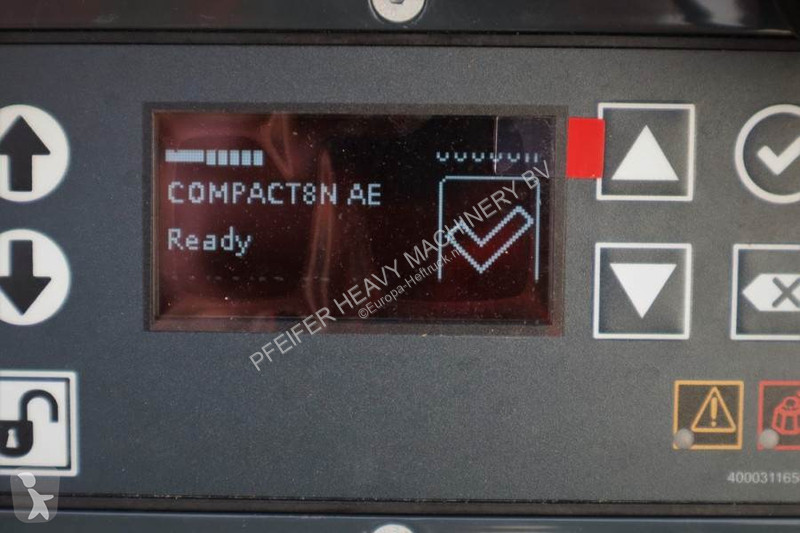 COMPACT8N AE
Ready
PFEIFER HEAVY MACHINERY BV
©Europa-Heftruck.nl
400031165